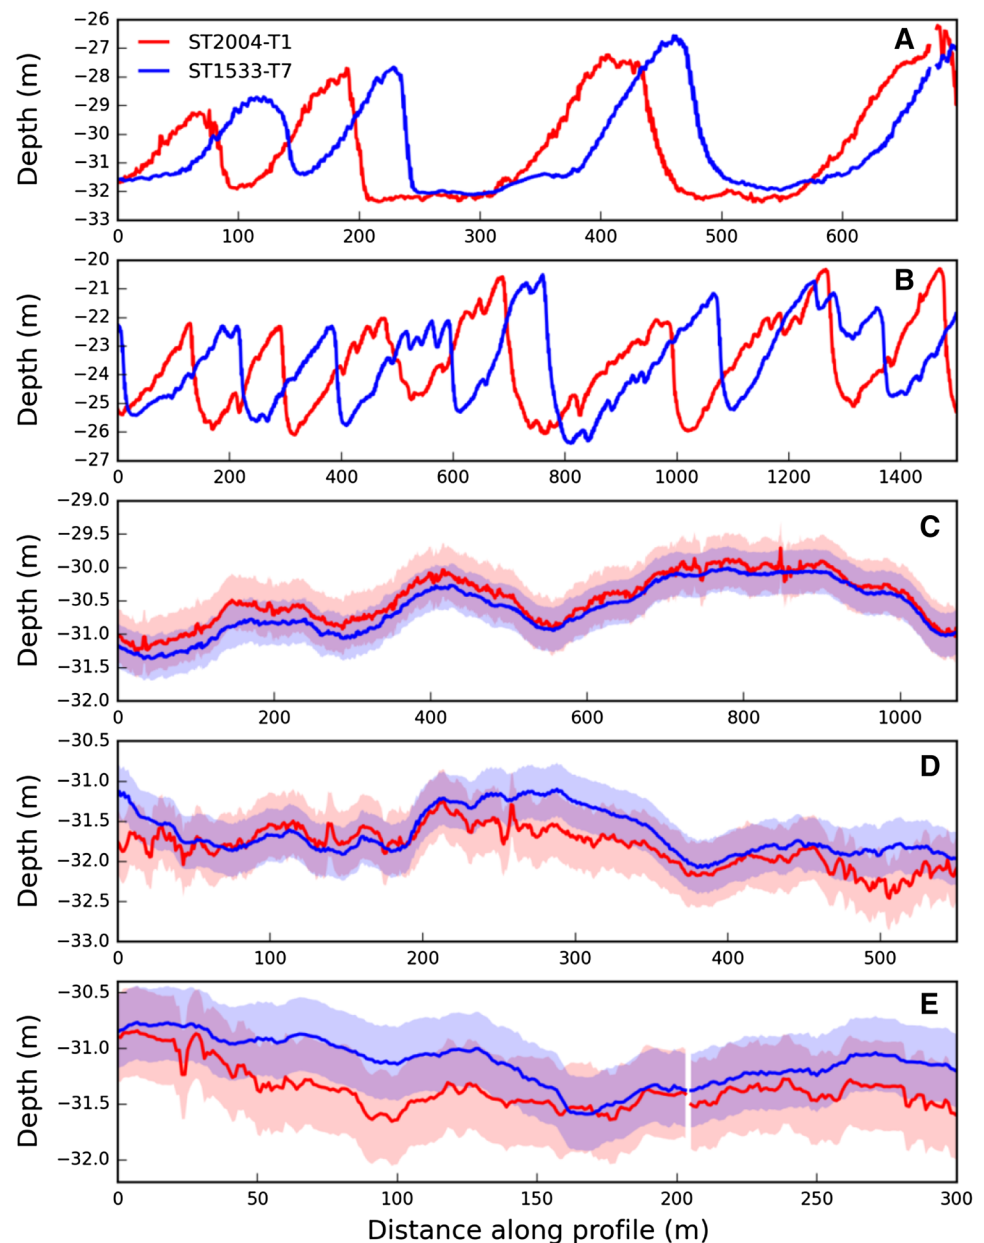 −26
−27
−28
−29
−30
−31
−32
−33
Depth (m)
ST2004-T1
ST1533-T7
A
0 100 200 300 400 500 600
−20
−21
−22
−23
−24
−25
−26
−27
Depth (m)
B
0 200 400 600 800 1000 1200 1400
−29.0
−29.5
−30.0
−30.5
−31.0
−31.5
−32.0
Depth (m)
C
0 200 400 600 800 1000
−30.5
−31.0
−31.5
−32.0
−32.5
−33.0
Depth (m)
D
0 100 200 300 400 500
−30.5
−31.0
−31.5
−32.0
Depth (m)
E
0 50 100 150 200 250 300
Distance along profile (m)